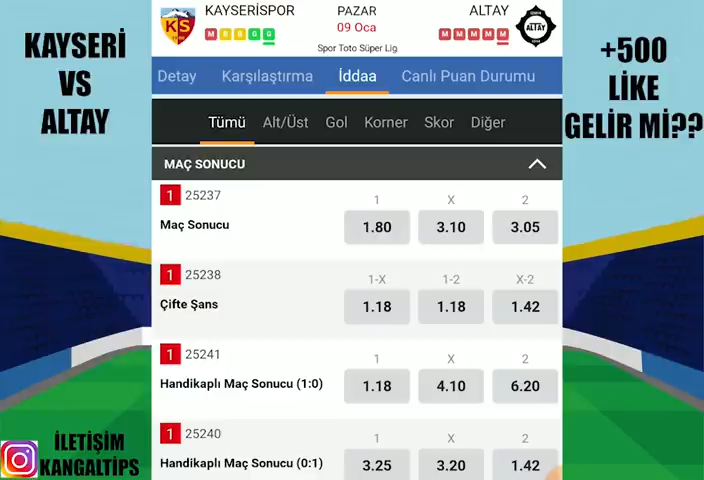 KAYSERİ
VS
ALTAY
KAYSERİSPOR
M B B G G
PAZAR
09 Oca
Spor Toto Süper Lig
ALTAY
M M M M M
ALTAY
+500
LİKE
GELİR Mİ??
Detay Karşılaştırma İddaa Canlı Puan Durumu
Tümü Alt/Üst Gol Korner Skor Diğer
MAÇ SONUCU
1 25237 1 X 2
Maç Sonucu 1.80 3.10 3.05
1 25238 1-X 1-2 X-2
Çifte Şans 1.18 1.18 1.42
1 25241 1 X 2
Handikaplı Maç Sonucu (1:0) 1.18 4.10 6.20
1 25240 1 X 2
Handikaplı Maç Sonucu (0:1) 3.25 3.20 1.42
İLETİŞİM
KANGALTİPS